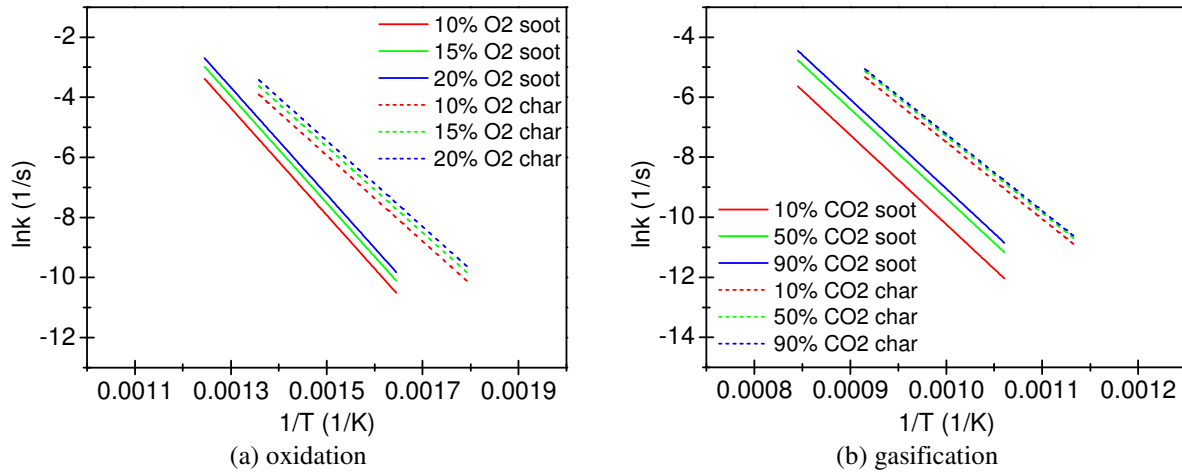 -2
-4
-6
-8
-10
-12
lnk (1/s)
10% O2 soot
15% O2 soot
20% O2 soot
10% O2 char
15% O2 char
20% O2 char
0.0011 0.0013 0.0015 0.0017 0.0019
1/T (1/K)
(a) oxidation
-4
-6
-8
-10
-12
-14
lnk (1/s)
10% CO2 soot
50% CO2 soot
90% CO2 soot
10% CO2 char
50% CO2 char
90% CO2 char
0.0008 0.0009 0.0010 0.0011 0.0012
1/T (1/K)
(b) gasification